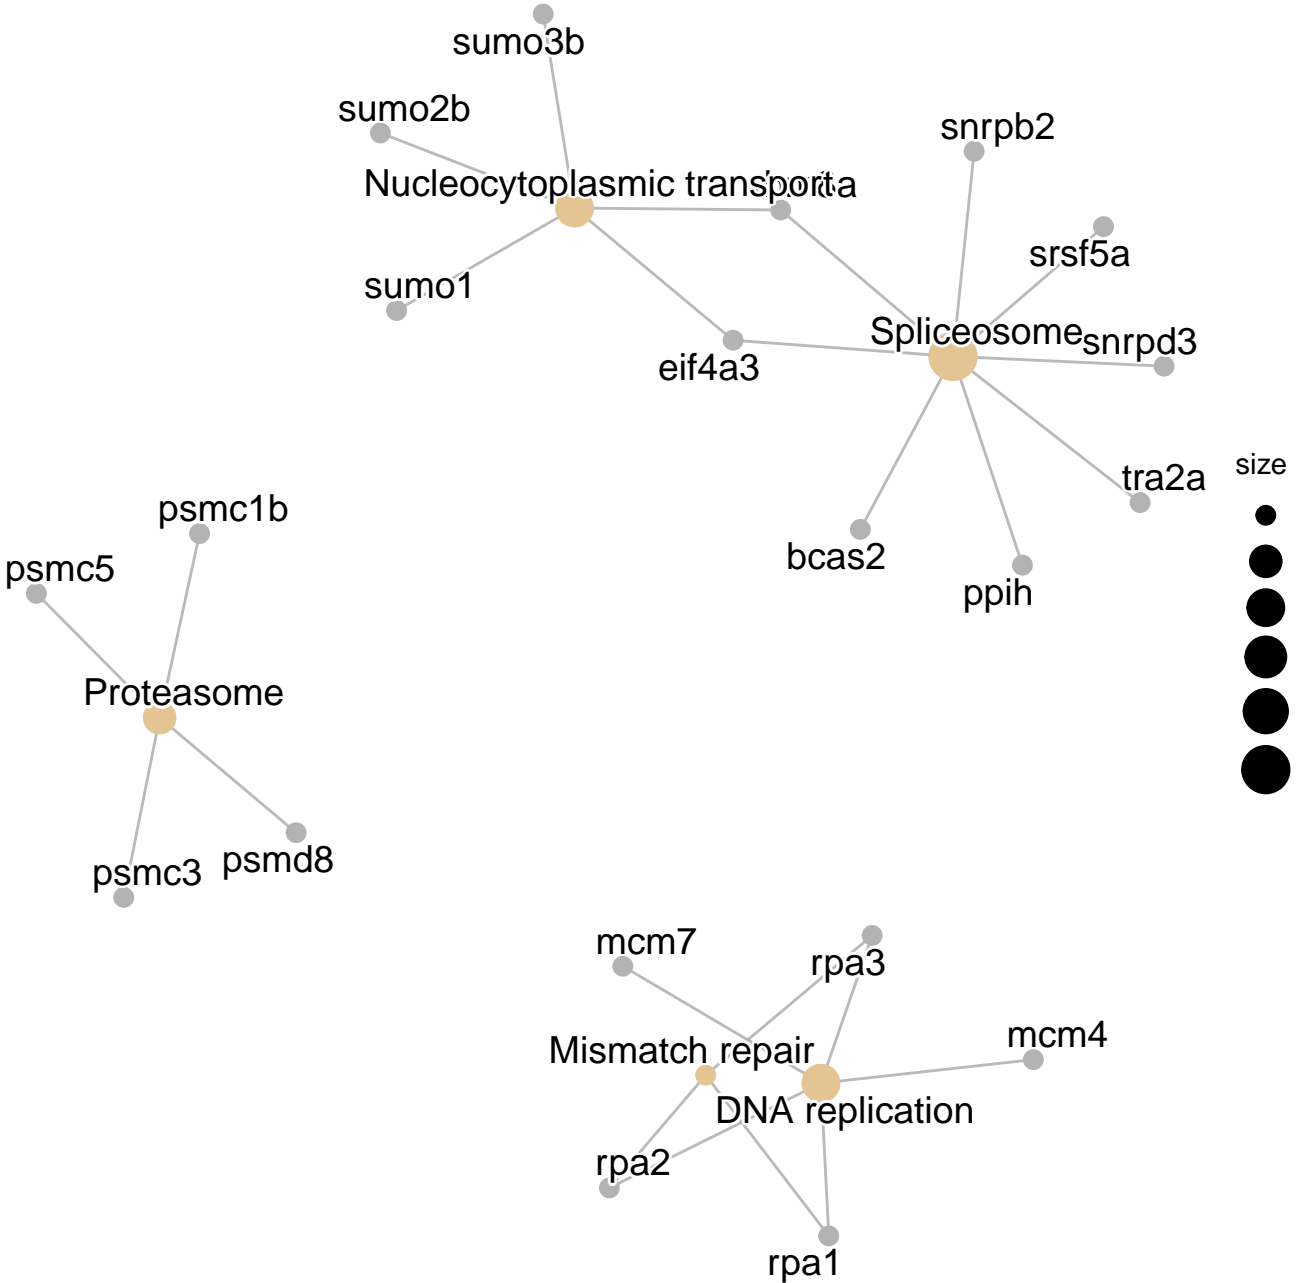 sumo3b
sumo2b
snrpb2
Nucleocytoplasmic transport
srsf5a
sumo1
Spliceosome
snrpd3
eif4a3
size
tra2a
psmc1b
bcas2
psmc5
ppih
Proteasome
psmd8
psmc3
mcm7
rpa3
mcm4
Mismatch repair
DNA replication
rpa2
rpa1